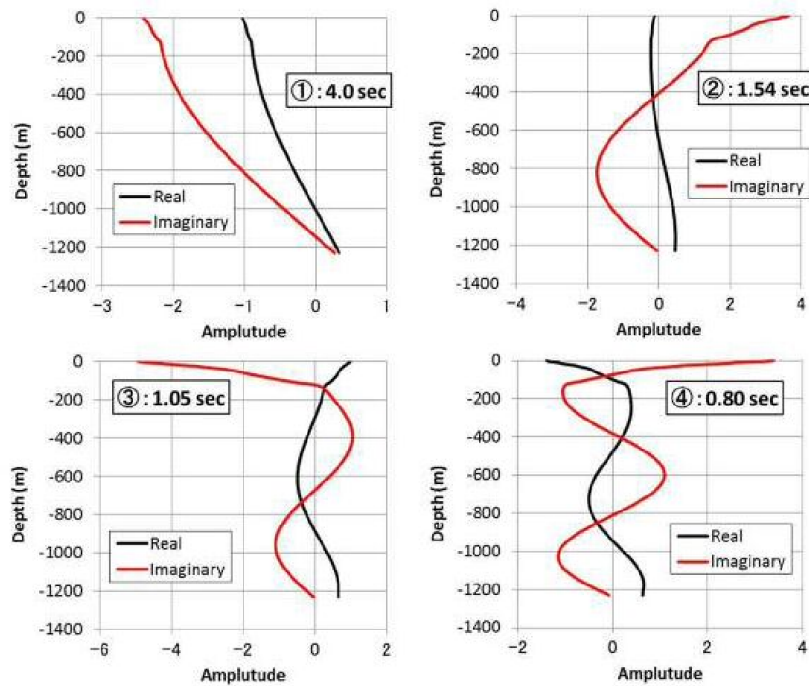 0
-200
-400
-600
-800
-1000
-1200
-1400
Depth (m)
①: 4.0 sec
Real
Imaginary
−3 −2 −1 0 1
Amplutude
0
-200
-400
-600
-800
-1000
-1200
-1400
Depth (m)
②: 1.54 sec
Real
Imaginary
−4 −2 0 2 4
Amplutude
0
-200
-400
-600
-800
-1000
-1200
-1400
Depth (m)
③: 1.05 sec
Real
Imaginary
−6 −4 −2 0 2
Amplutude
0
-200
-400
-600
-800
-1000
-1200
-1400
Depth (m)
④: 0.80 sec
Real
Imaginary
−2 0 2 4
Amplutude